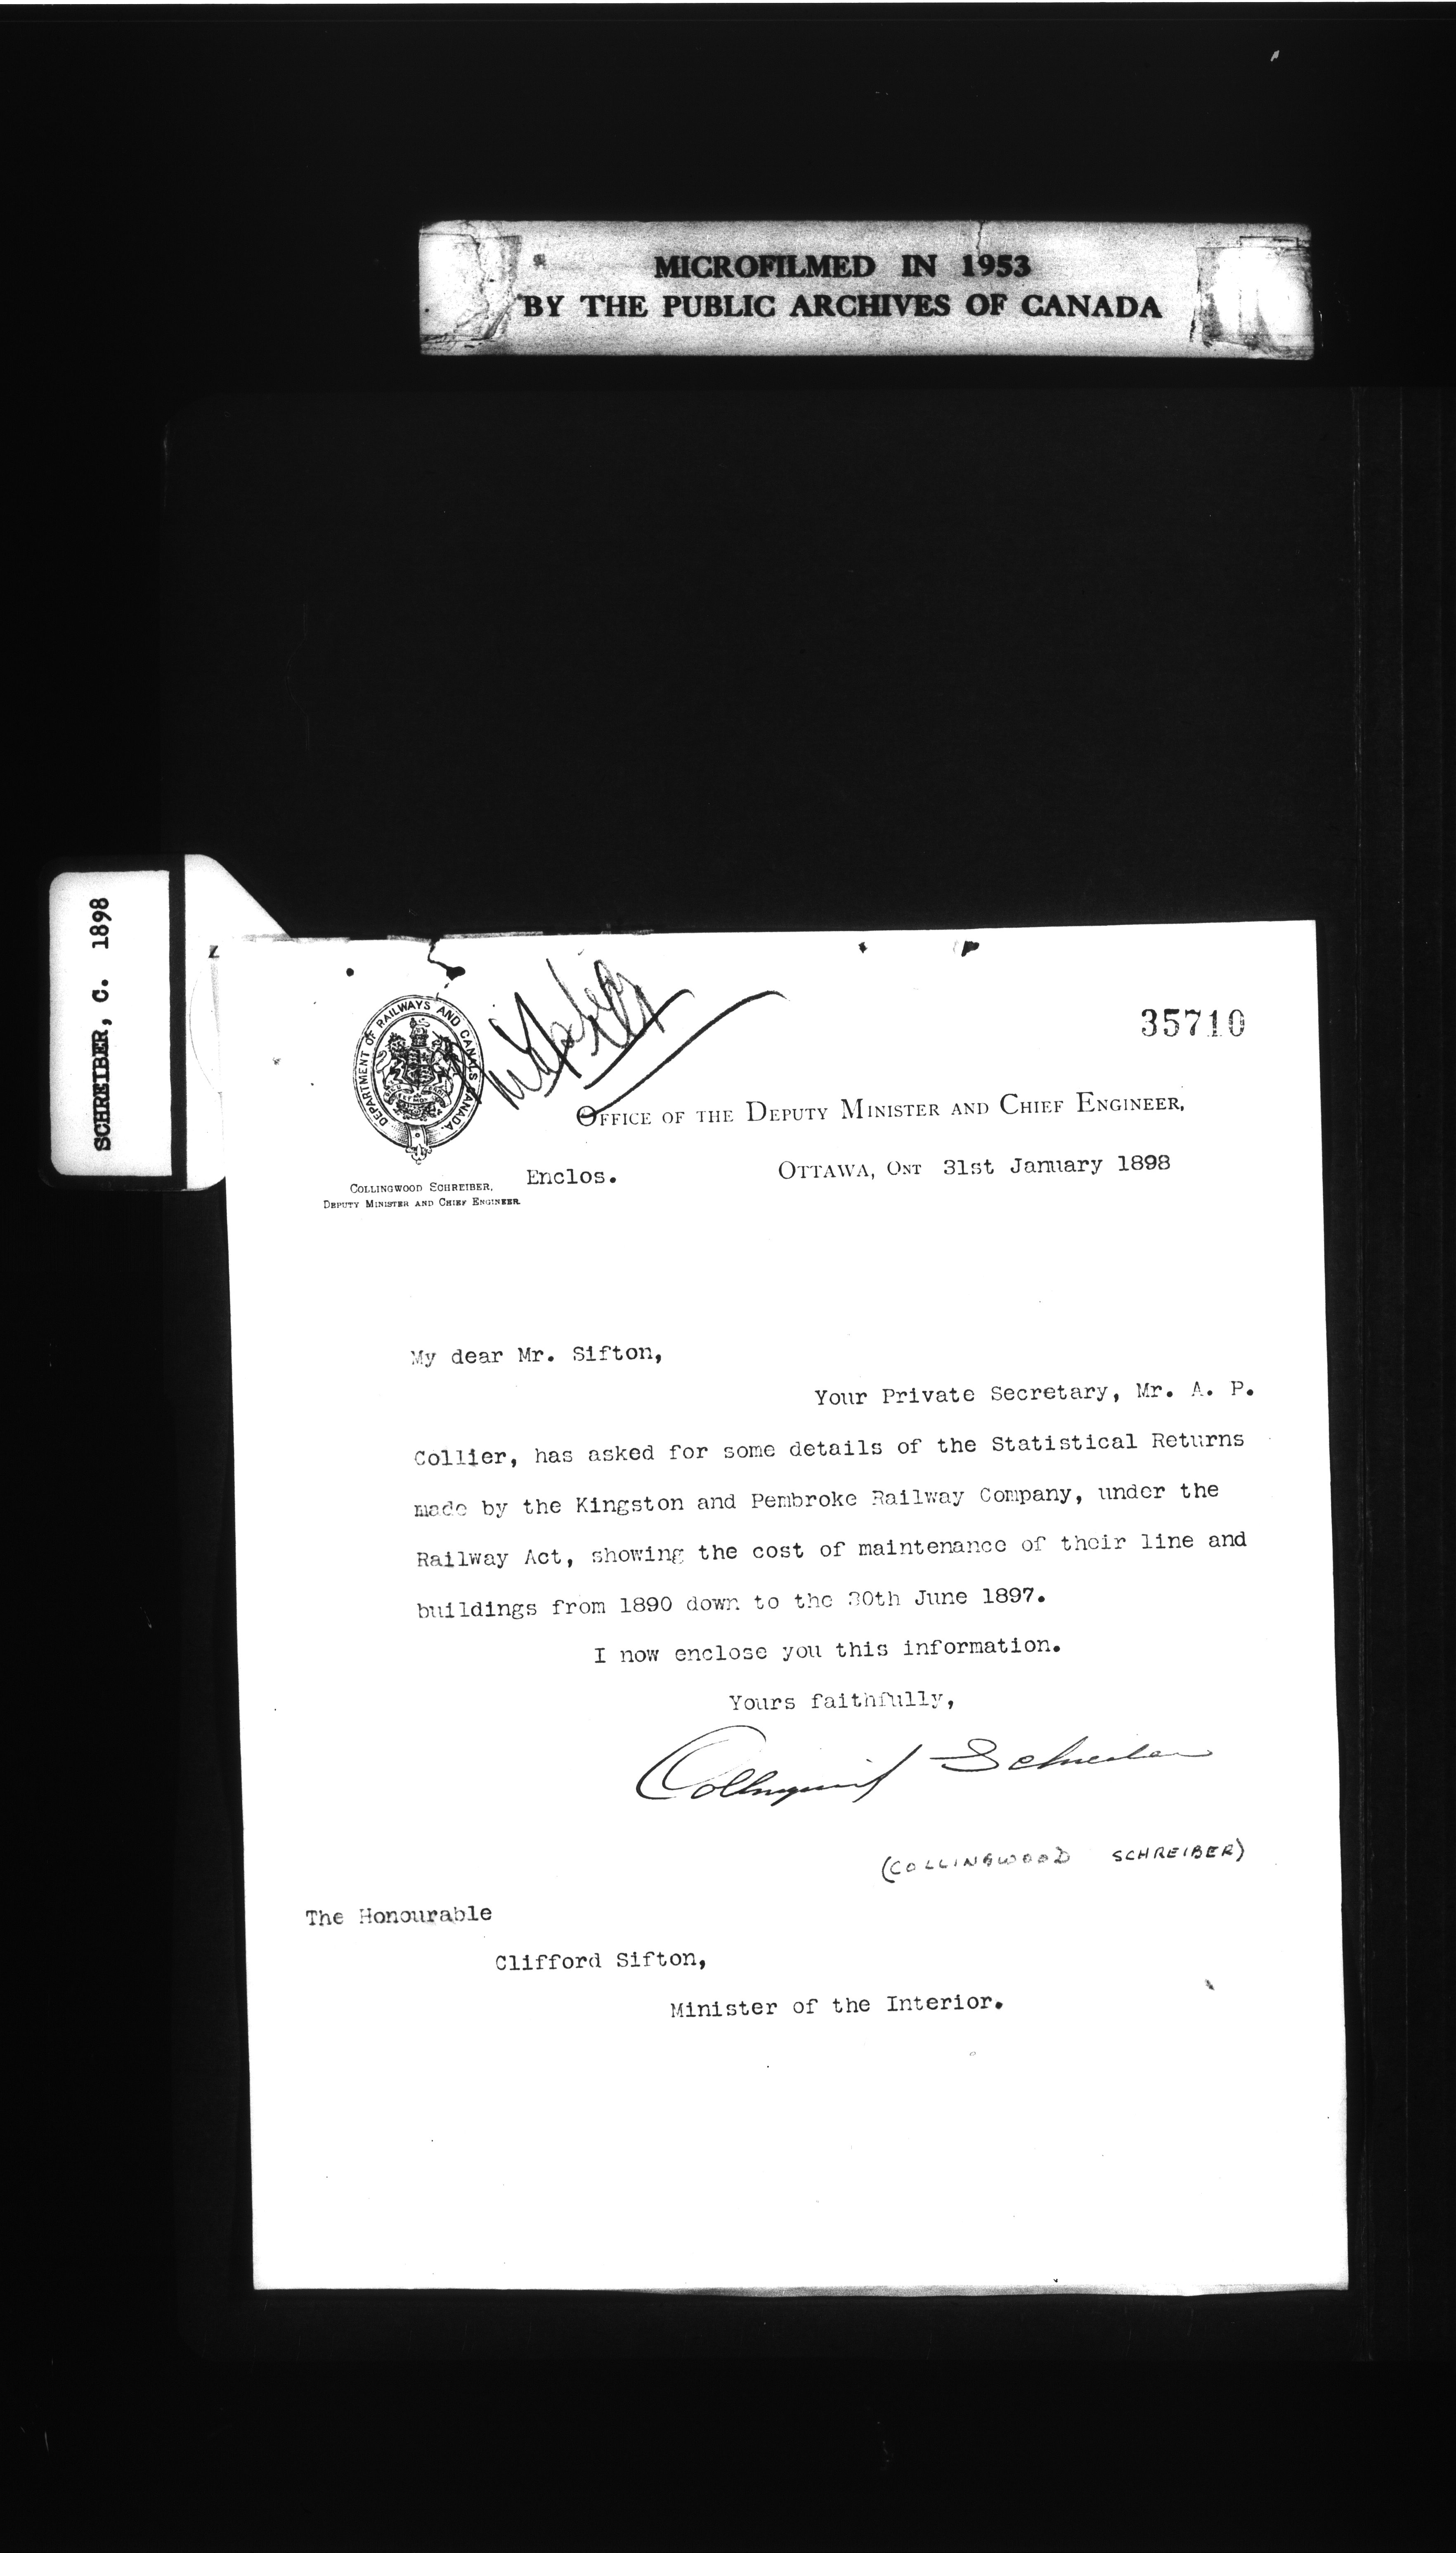 MICROFILMED IN 1953
BY THE PUBLIC ARCHIVES OF CANADA
SCHREIBER, C. 1898
35710
DEPARTMENT OF RAILWAYS AND CANALS CANADA
OFFICE OF THE DEPUTY MINISTER AND CHIEF ENGINEER,
Enclos.
OTTAWA, ONT 31st January 1898
COLLINGWOOD SCHREIBER,
DEPUTY MINISTER AND CHIEF ENGINEER.
My dear Mr. Sifton,
Your Private Secretary, Mr. A. P.
Collier, has asked for some details of the Statistical Returns
made by the Kingston and Pembroke Railway Company, under the
Railway Act, showing the cost of maintenance of their line and
buildings from 1890 down to the 30th June 1897.
I now enclose you this information.
Yours faithfully,
Collingwood Schreiber
(COLLINGWOOD SCHREIBER)
The Honourable
Clifford Sifton,
Minister of the Interior.